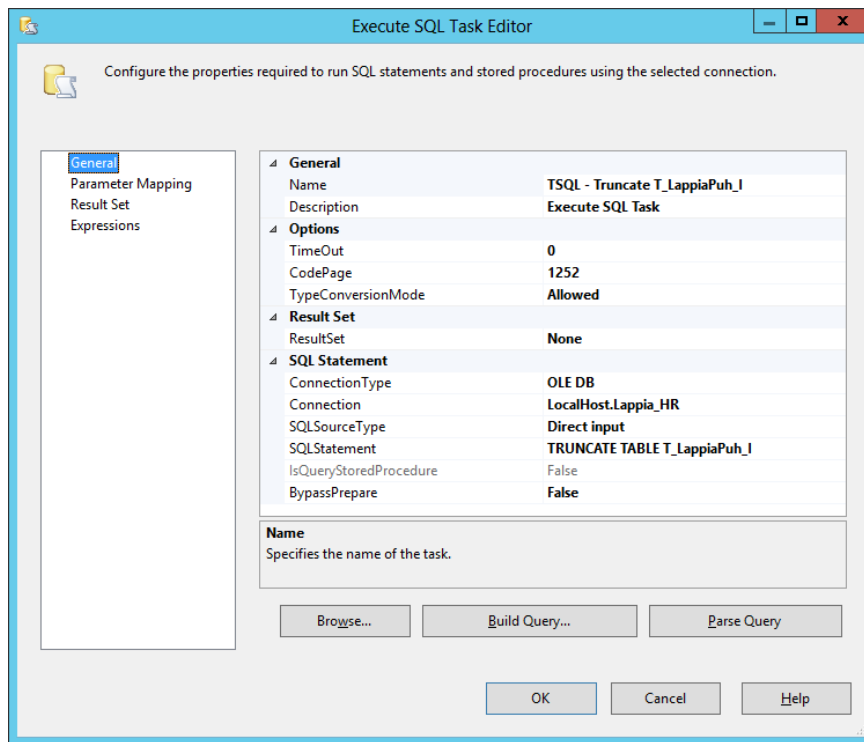 Execute SQL Task Editor
Configure the properties required to run SQL statements and stored procedures using the selected connection.
General
Parameter Mapping
Result Set
Expressions
General
Name TSQL - Truncate T_LappiaPuh_I
Description Execute SQL Task
Options
TimeOut 0
CodePage 1252
TypeConversionMode Allowed
Result Set
ResultSet None
SQL Statement
ConnectionType OLE DB
Connection LocalHost.Lappia_HR
SQLSourceType Direct input
SQLStatement TRUNCATE TABLE T_LappiaPuh_I
IsQueryStoredProcedure False
BypassPrepare False
Name
Specifies the name of the task.
Browse... Build Query... Parse Query
OK Cancel Help